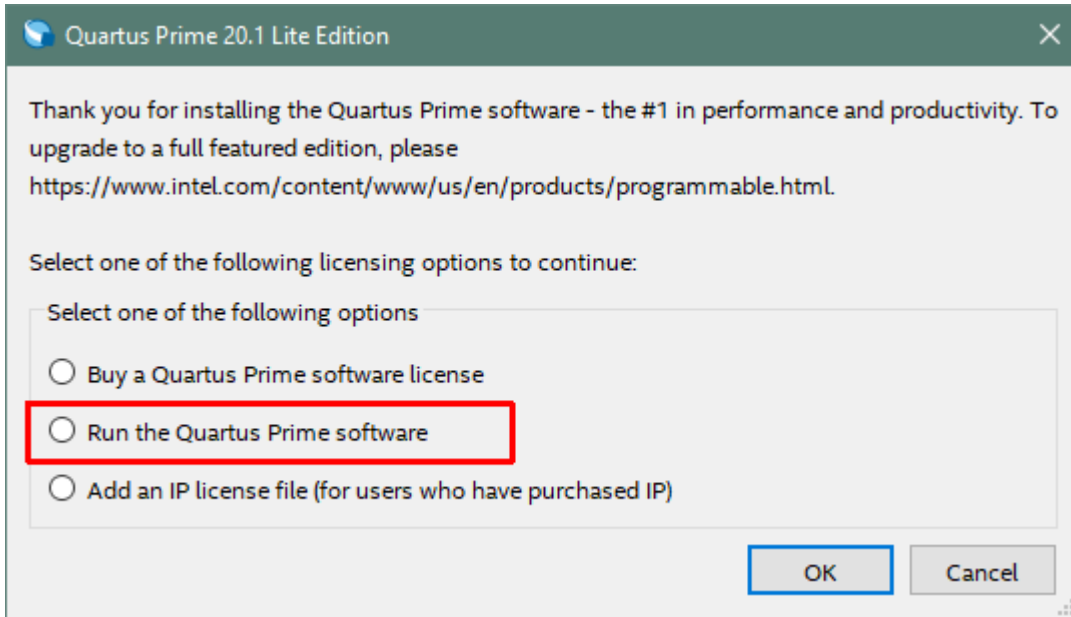 Quartus Prime 20.1 Lite Edition
Thank you for installing the Quartus Prime software - the #1 in performance and productivity. To
upgrade to a full featured edition, please
https://www.intel.com/content/www/us/en/products/programmable.html.
Select one of the following licensing options to continue:
Select one of the following options
Buy a Quartus Prime software license
Run the Quartus Prime software
Add an IP license file (for users who have purchased IP)
OK Cancel